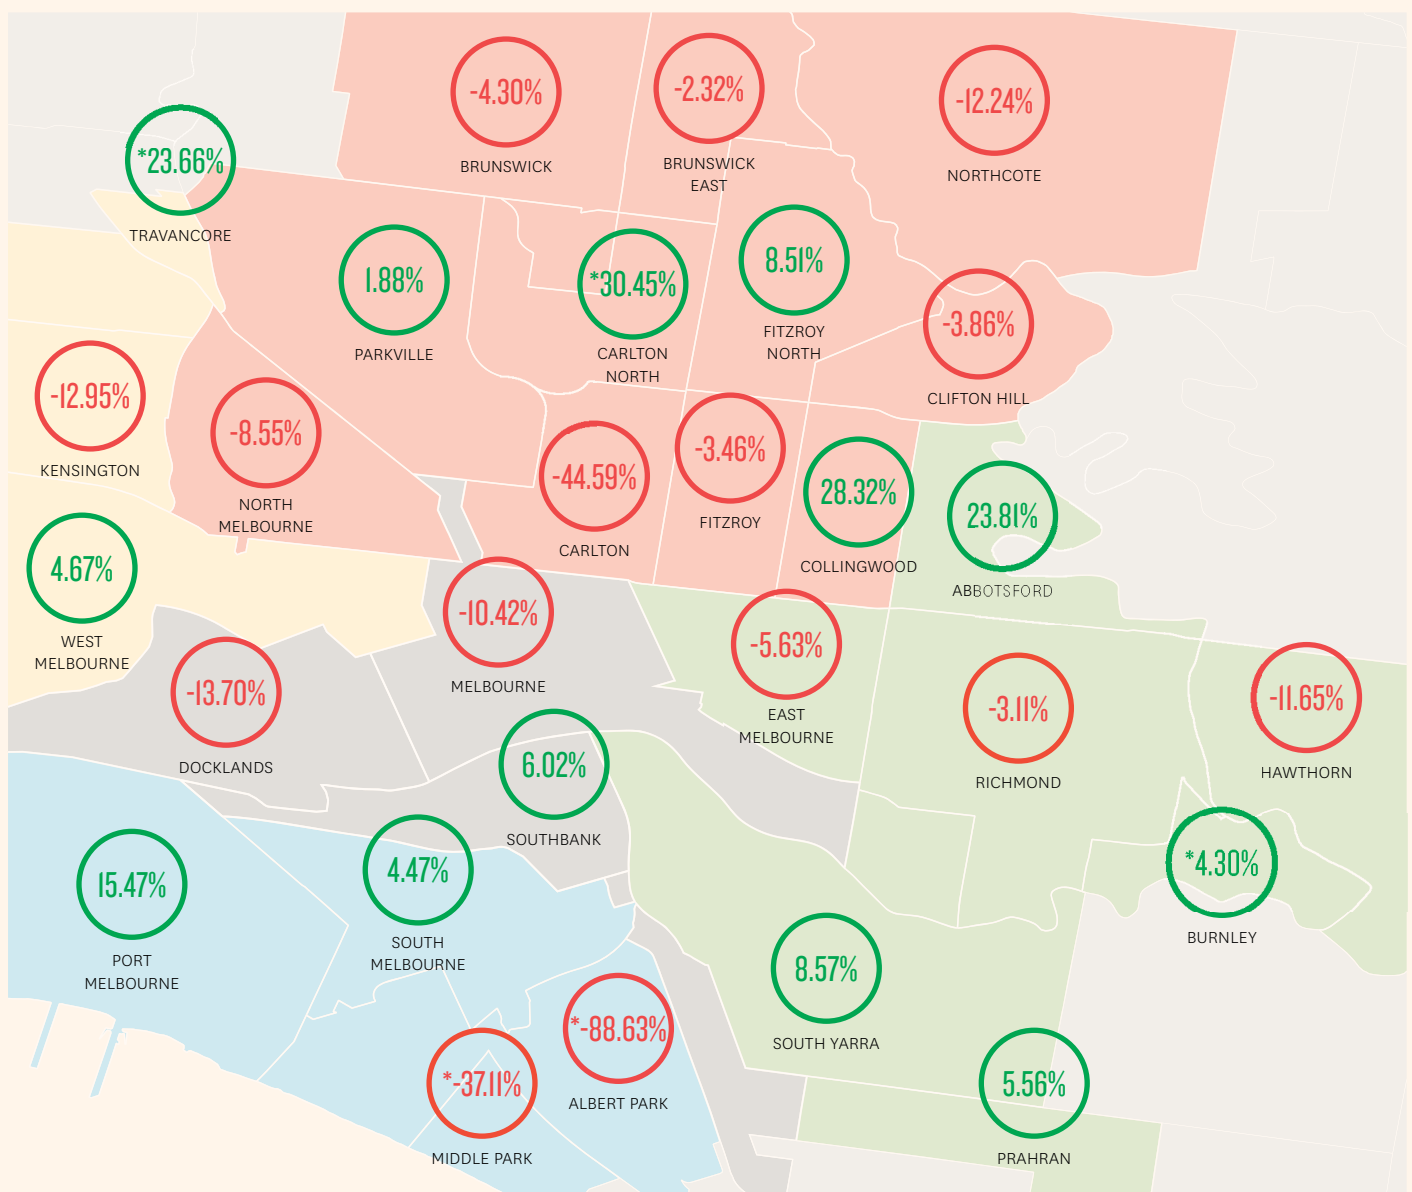 -4.30%
BRUNSWICK
-2.32%
BRUNSWICK
EAST
-12.24%
NORTHCOTE
*23.66%
TRAVANCORE
1.88%
PARKVILLE
*30.45%
CARLTON
NORTH
8.51%
FITZROY
NORTH
-3.86%
CLIFTON HILL
-12.95%
KENSINGTON
-8.55%
NORTH
MELBOURNE
-44.59%
CARLTON
-3.46%
FITZROY
28.32%
COLLINGWOOD
23.81%
ABBOTSFORD
4.67%
WEST
MELBOURNE
-10.42%
MELBOURNE
-5.63%
EAST
MELBOURNE
-13.70%
DOCKLANDS
6.02%
SOUTHBANK
-3.11%
RICHMOND
-11.65%
HAWTHORN
15.47%
PORT
MELBOURNE
4.47%
SOUTH
MELBOURNE
*4.30%
BURNLEY
8.57%
SOUTH YARRA
*-88.63%
ALBERT PARK
*-37.11%
MIDDLE PARK
5.56%
PRAHRAN